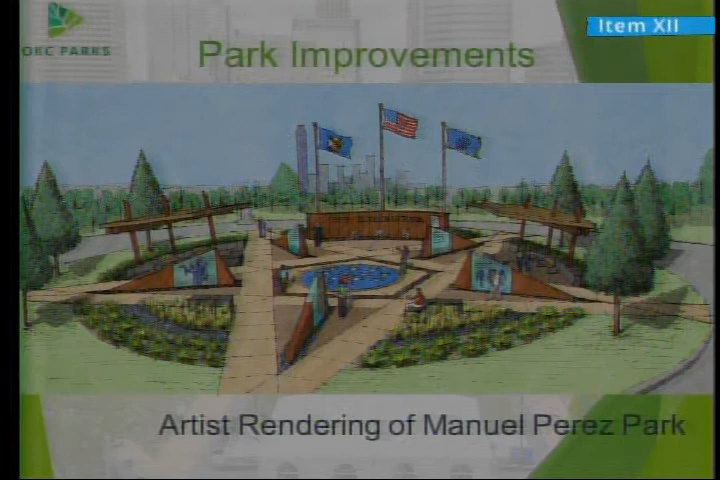 Item XII
OKC PARKS
Park Improvements
Artist Rendering of Manuel Perez Park